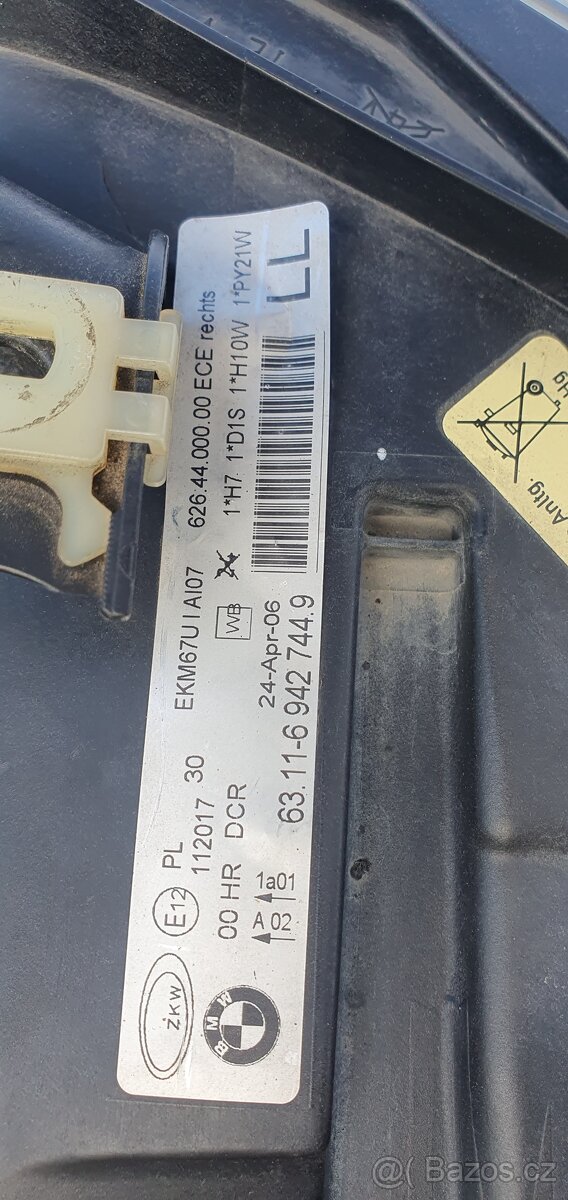 626.44.000.00 ECE rechts
EKM67U I AI07
1*H7 1*D1S 1*H10W 1*PY21W
LL
WB
24-Apr-06
63.11-6 942 744.9
PL
112017 30
E12
00 HR DCR
A 02
1a01
ZKW
BMW
Hg
Anltg.
Bazos.cz